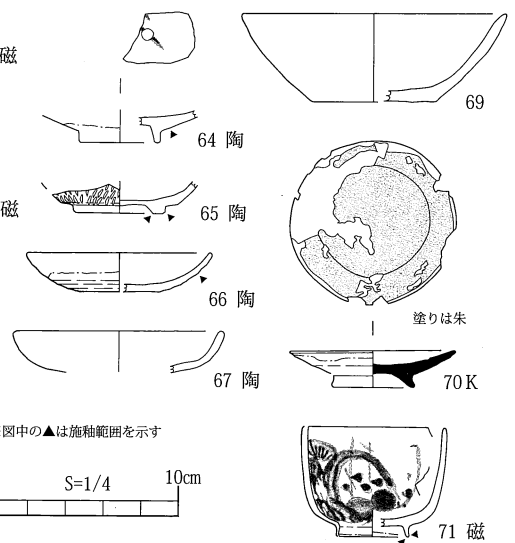 磁
64 陶
磁
65 陶
66 陶
67 陶
図中の▲は施釉範囲を示す
S=1/4
10cm
69
塗りは朱
70K
71 磁